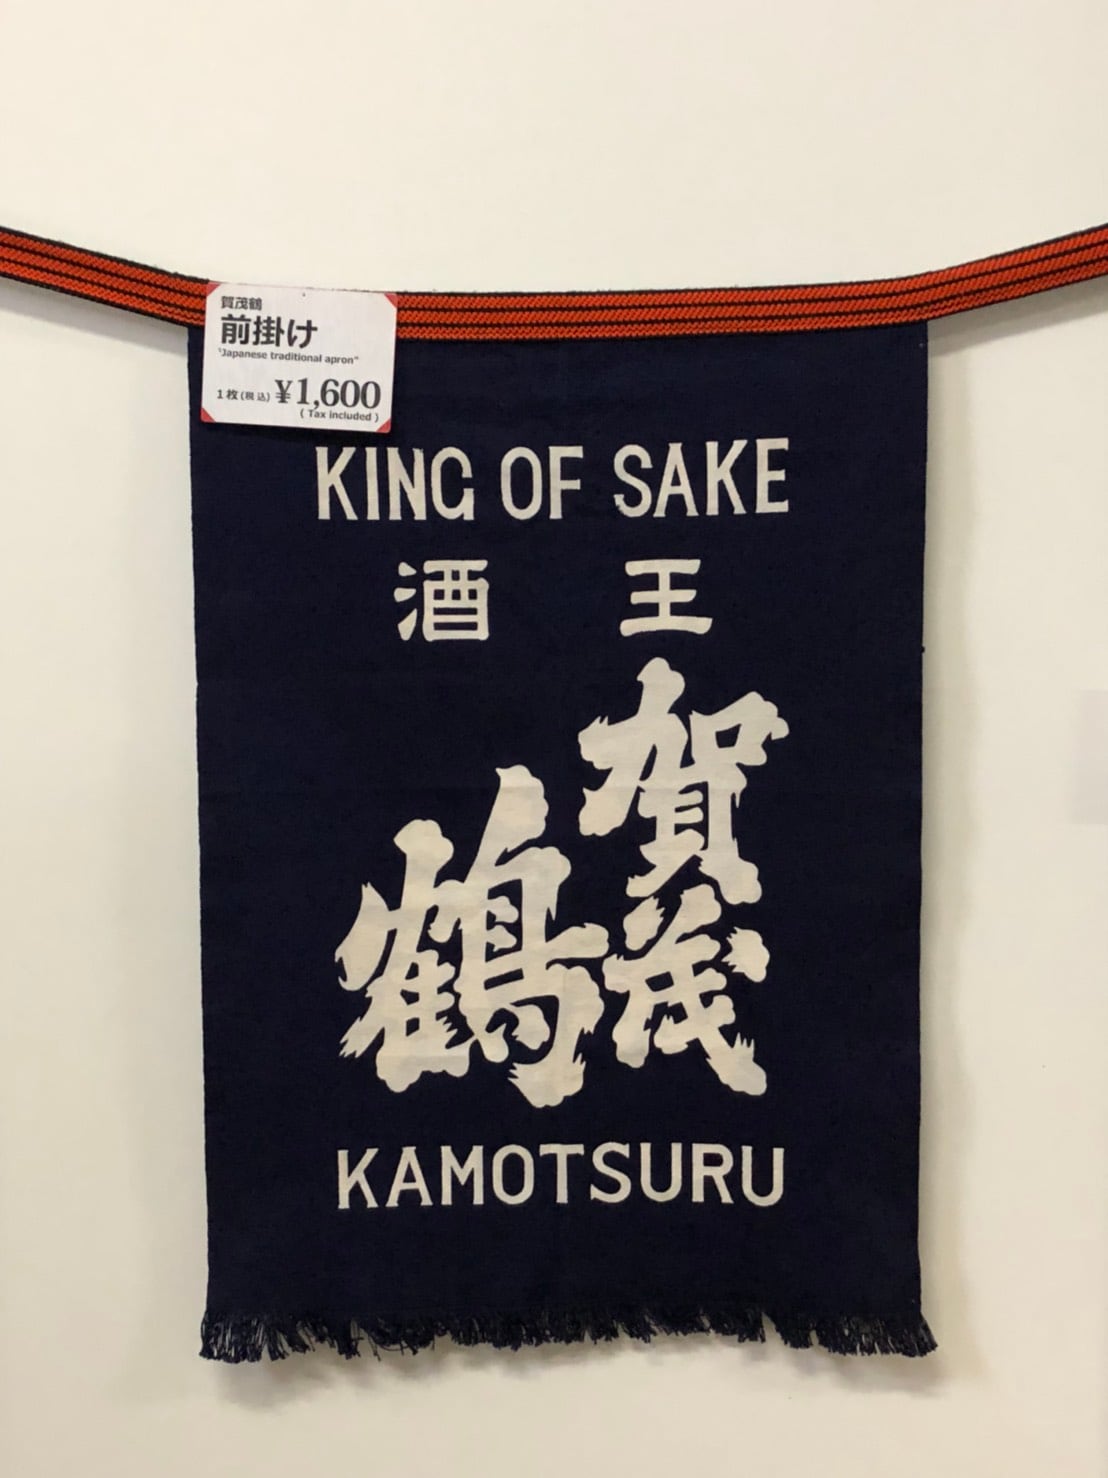 賀茂鶴
前掛け
"Japanese traditional apron"
1枚(税込) ¥1,600
( Tax included )
KING OF SAKE
酒 王
賀茂
鶴
KAMOTSURU